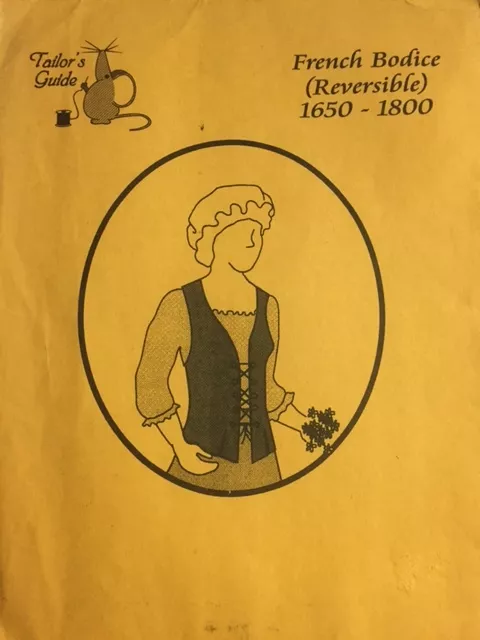 Tailor's
Guide
French Bodice
(Reversible)
1650 - 1800